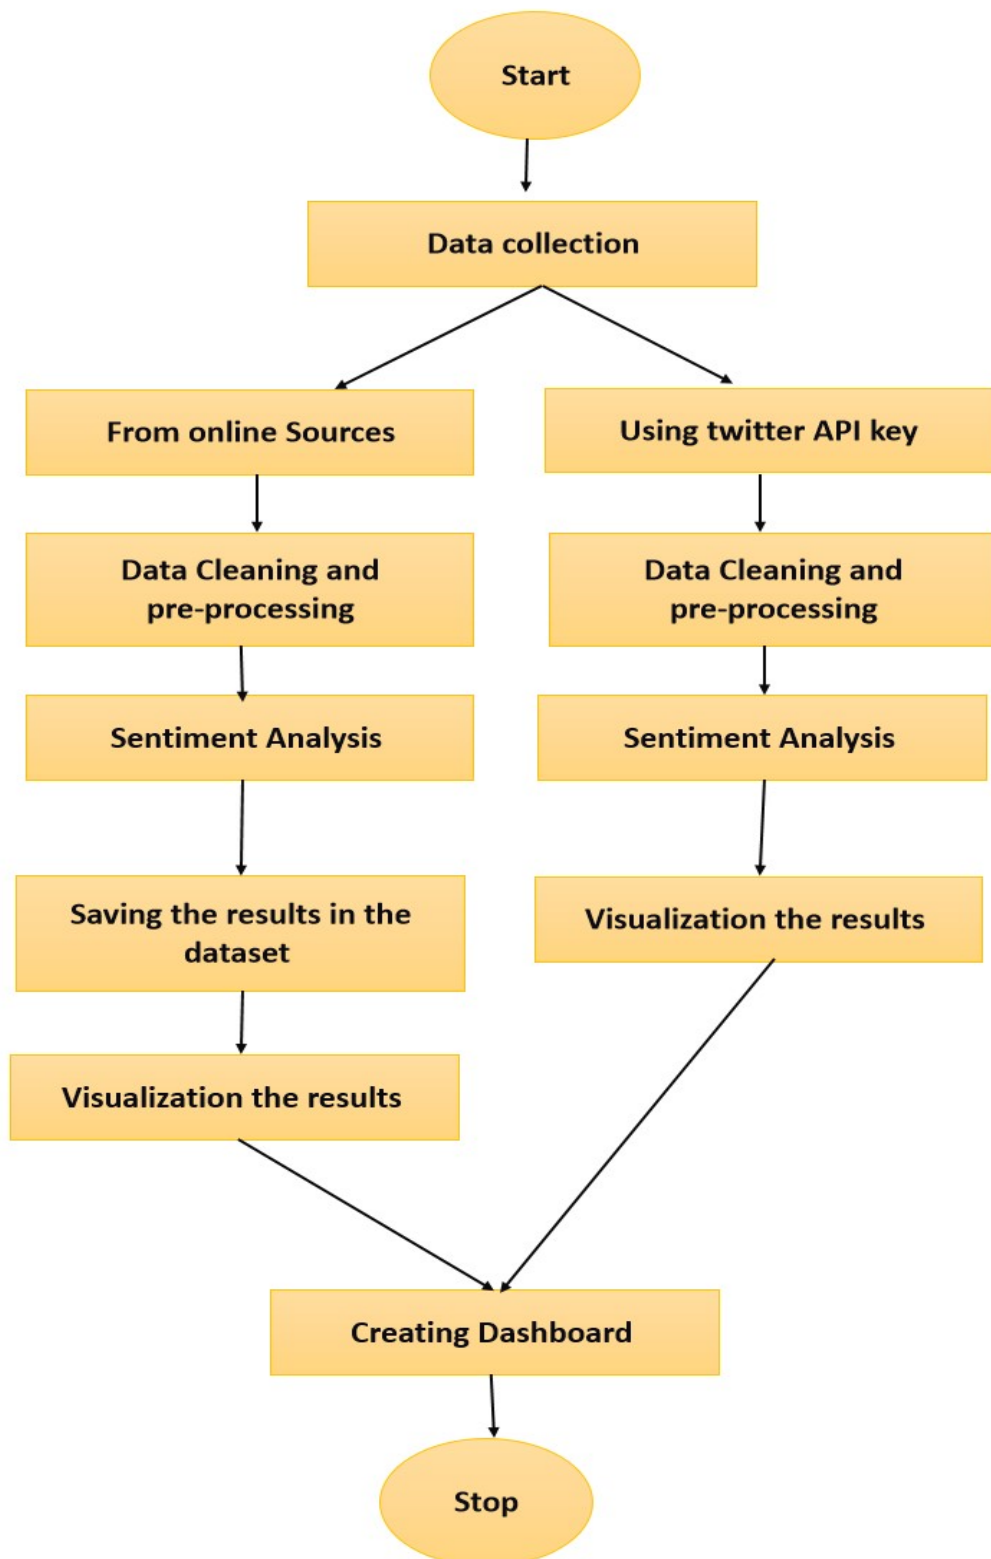 Start
Data collection
From online Sources
Using twitter API key
Data Cleaning and
pre-processing
Data Cleaning and
pre-processing
Sentiment Analysis
Sentiment Analysis
Saving the results in the
dataset
Visualization the results
Visualization the results
Creating Dashboard
Stop